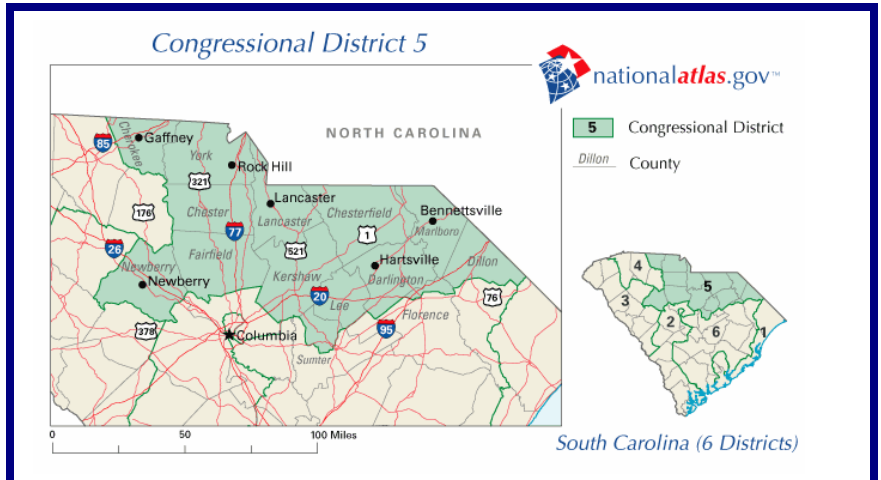 Congressional District 5
nationalatlas.gov™
5 Congressional District
Dillon County
NORTH CAROLINA
85
Cherokee
Gaffney
York
Rock Hill
321
176
Chester
77
Lancaster
Lancaster
Chesterfield
Bennettsville
Marlboro
1
26
Newberry
Newberry
Fairfield
521
Hartsville
Dillon
Kershaw
Darlington
20
Lee
76
Florence
378
Columbia
95
Sumter
4
5
3
2
6
1
0 50 100 Miles
South Carolina (6 Districts)